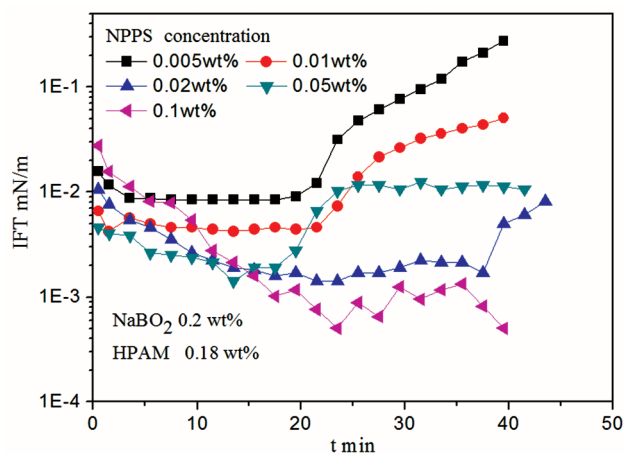 NPPS concentration
0.005wt% 0.01wt%
0.02wt% 0.05wt%
0.1wt%
1E-1
1E-2
1E-3
1E-4
IFT mN/m
NaBO2 0.2 wt%
HPAM 0.18 wt%
0 10 20 30 40 50
t min